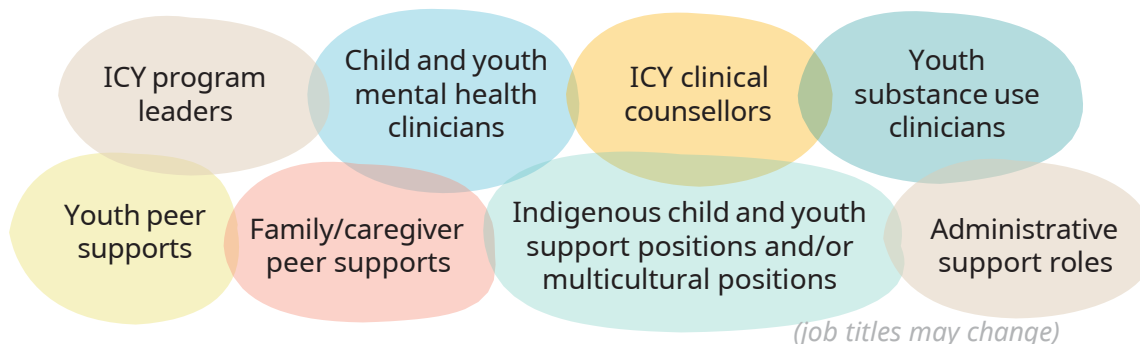 ICY program
leaders
Child and youth
mental health
clinicians
ICY clinical
counsellors
Youth
substance use
clinicians
Youth peer
supports
Family/caregiver
peer supports
Indigenous child and youth
support positions and/or
multicultural positions
Administrative
support roles
(job titles may change)